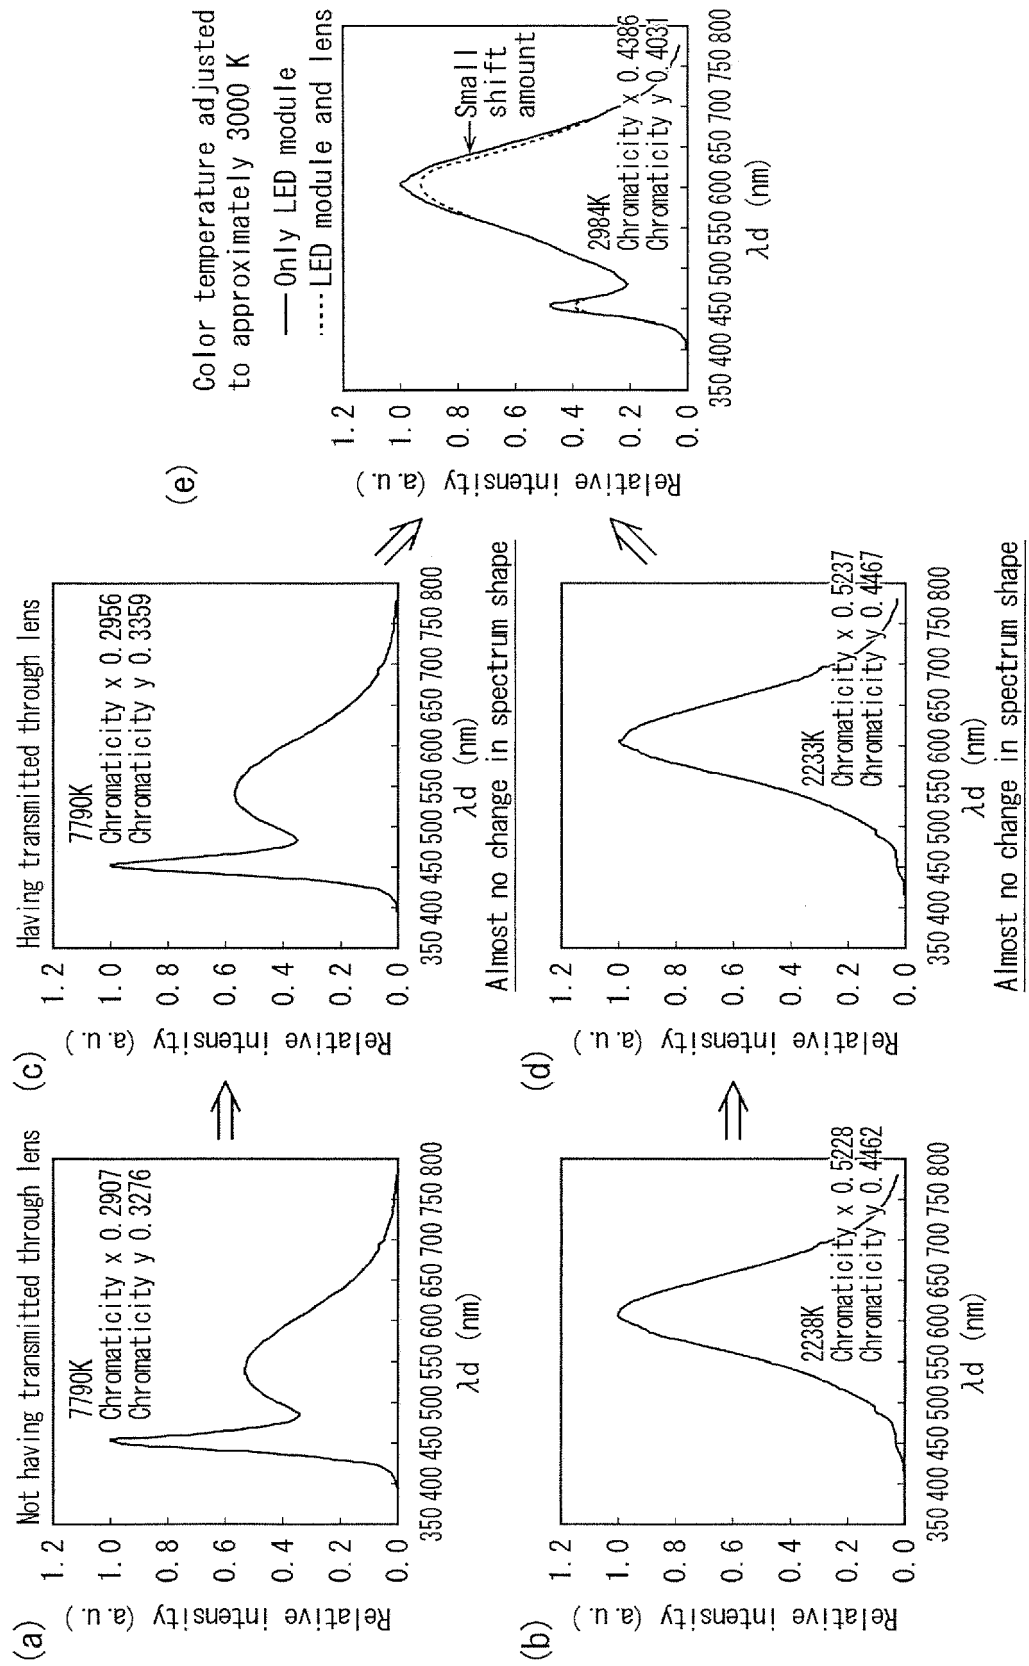 (a)
Not having transmitted through lens
Relative intensity (a.u.)
1.2
1.0
0.8
0.6
0.4
0.2
0.0
7790K
Chromaticity x 0.2907
Chromaticity y 0.3276
350 400 450 500 550 600 650 700 750 800
λd (nm)
(c)
Having transmitted through lens
Relative intensity (a.u.)
1.2
1.0
0.8
0.6
0.4
0.2
0.0
7790K
Chromaticity x 0.2956
Chromaticity y 0.3359
350 400 450 500 550 600 650 700 750 800
λd (nm)
Almost no change in spectrum shape
(b)
Relative intensity (a.u.)
1.2
1.0
0.8
0.6
0.4
0.2
0.0
2238K
Chromaticity x 0.5228
Chromaticity y 0.4462
350 400 450 500 550 600 650 700 750 800
λd (nm)
(d)
Relative intensity (a.u.)
1.2
1.0
0.8
0.6
0.4
0.2
0.0
2233K
Chromaticity x 0.5237
Chromaticity y 0.4467
350 400 450 500 550 600 650 700 750 800
λd (nm)
Almost no change in spectrum shape
(e)
Color temperature adjusted
to approximately 3000 K
Only LED module
LED module and lens
Relative intensity (a.u.)
1.2
1.0
0.8
0.6
0.4
0.2
0.0
Small
shift
amount
2984K
Chromaticity x 0.4386
Chromaticity y 0.4031
350 400 450 500 550 600 650 700 750 800
λd (nm)